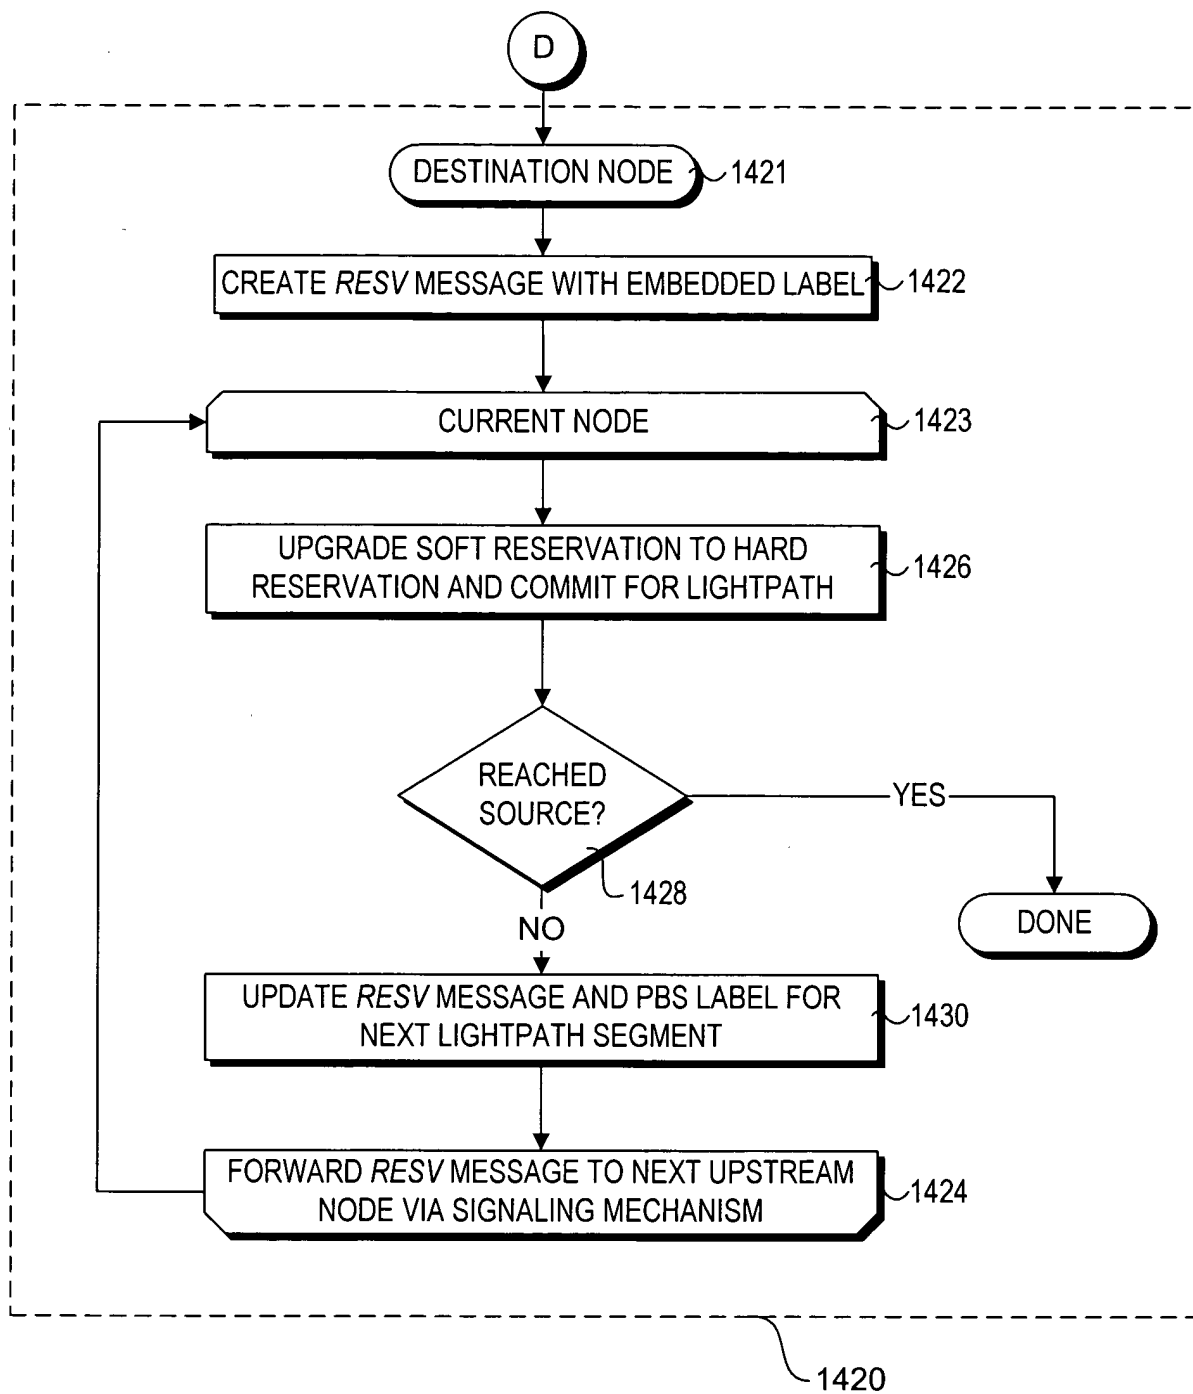 D
DESTINATION NODE
1421
CREATE RESV MESSAGE WITH EMBEDDED LABEL
1422
CURRENT NODE
1423
UPGRADE SOFT RESERVATION TO HARD
RESERVATION AND COMMIT FOR LIGHTPATH
1426
REACHED
SOURCE?
1428
YES
DONE
NO
UPDATE RESV MESSAGE AND PBS LABEL FOR
NEXT LIGHTPATH SEGMENT
1430
FORWARD RESV MESSAGE TO NEXT UPSTREAM
NODE VIA SIGNALING MECHANISM
1424
1420